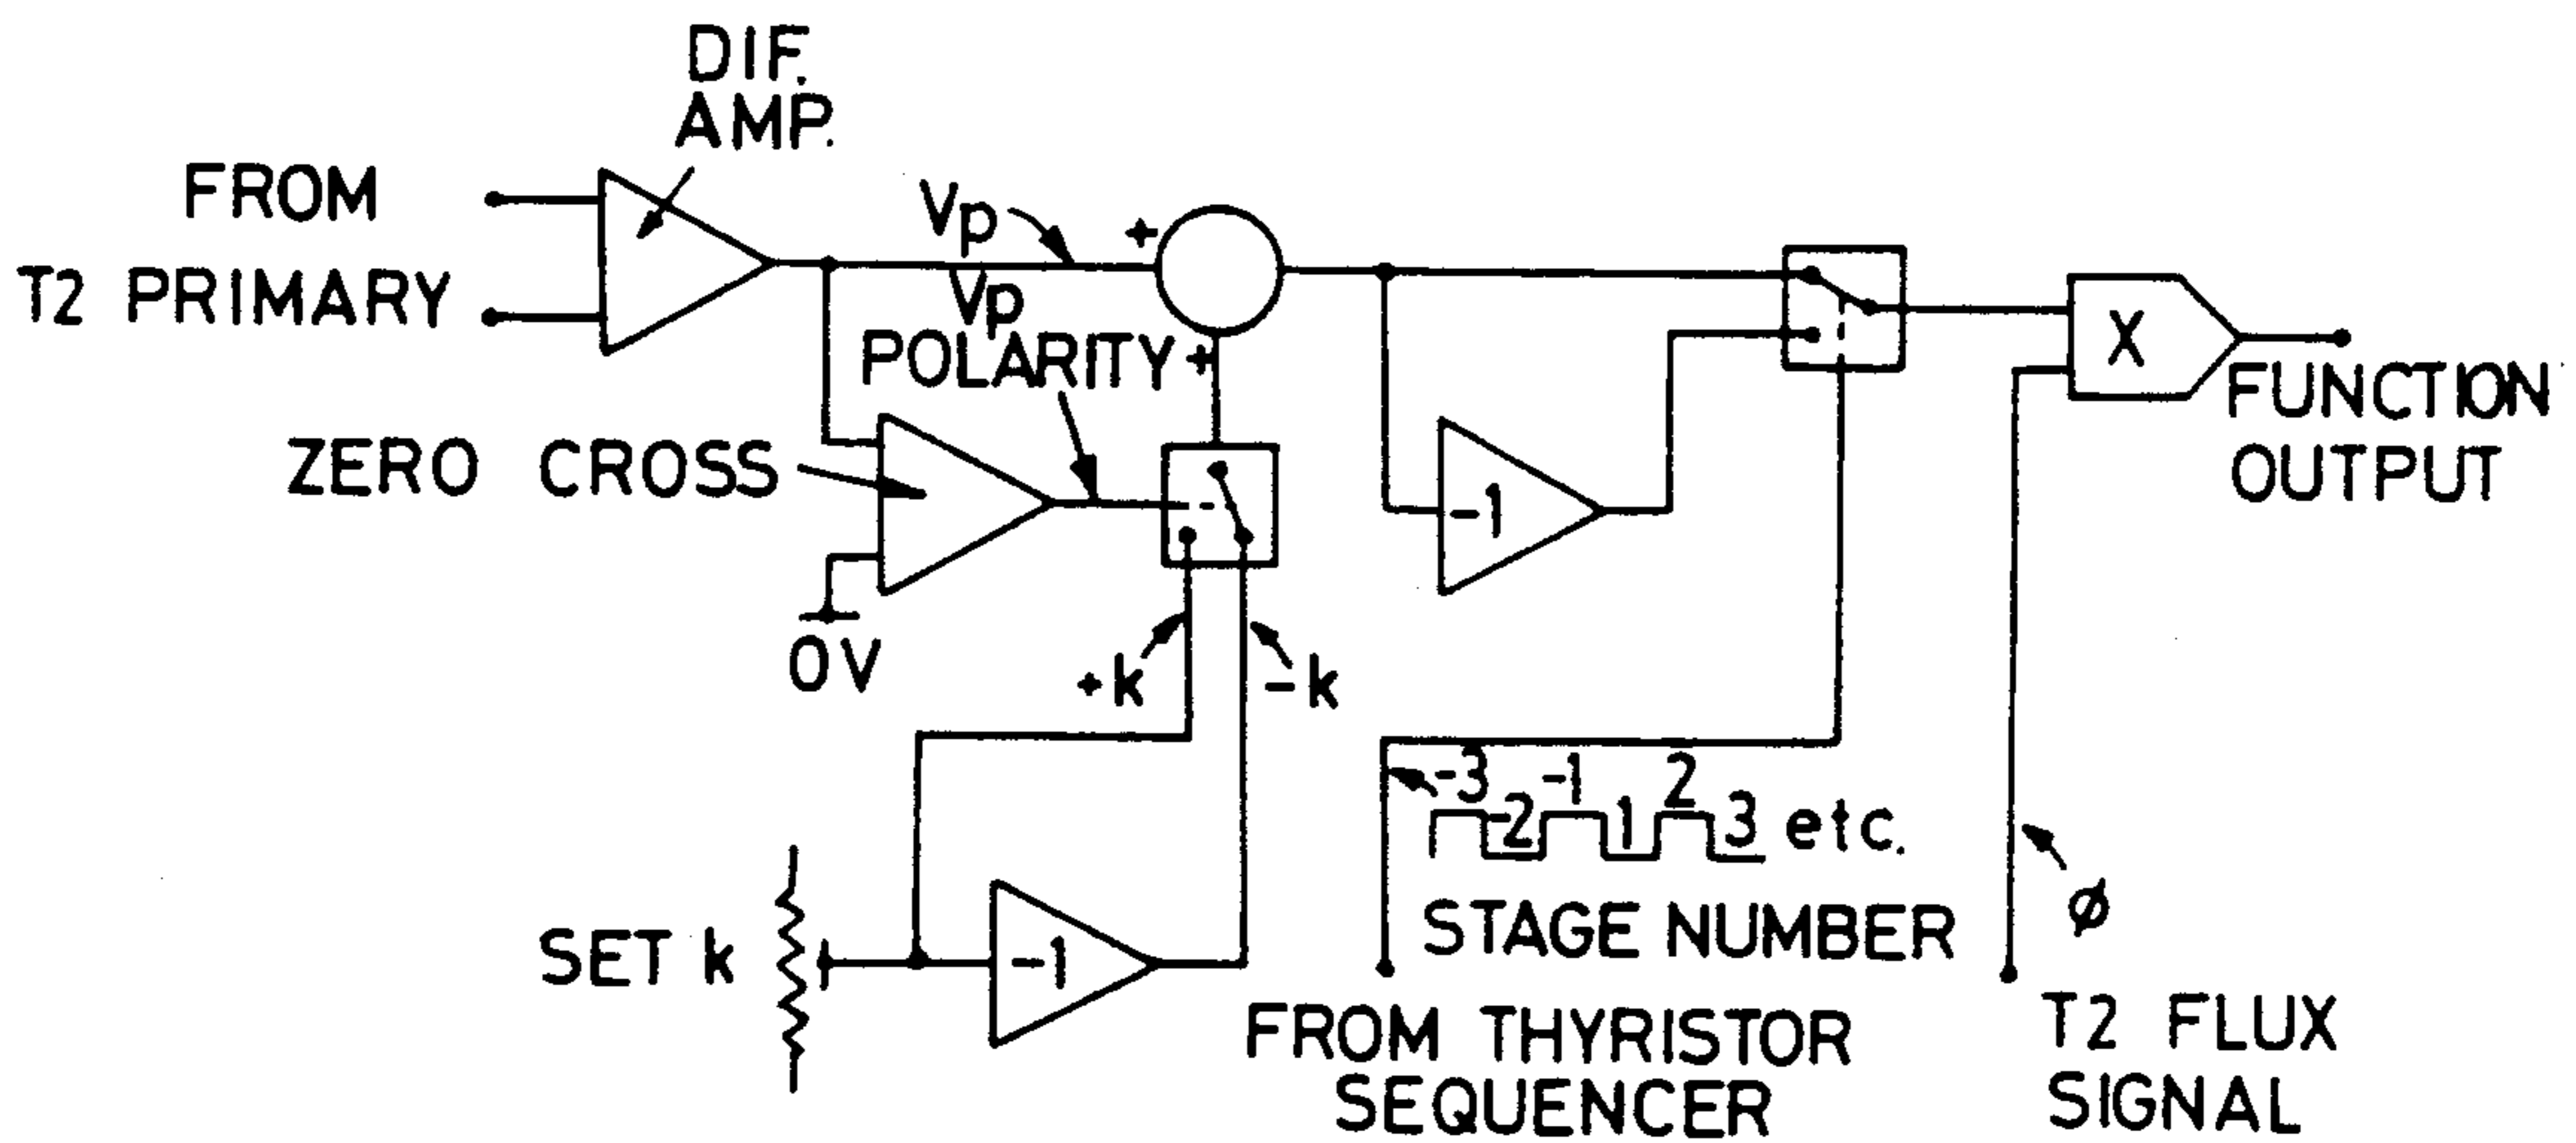 DIF.
AMP.
FROM
T2 PRIMARY
Vp
+
Vp
POLARITY
+
ZERO CROSS
0V
+k
-k
SET k
-1
-1
X
FUNCTION
OUTPUT
-3 -2 -1 1 2 3 etc.
STAGE NUMBER
FROM THYRISTOR
SEQUENCER
ø
T2 FLUX
SIGNAL